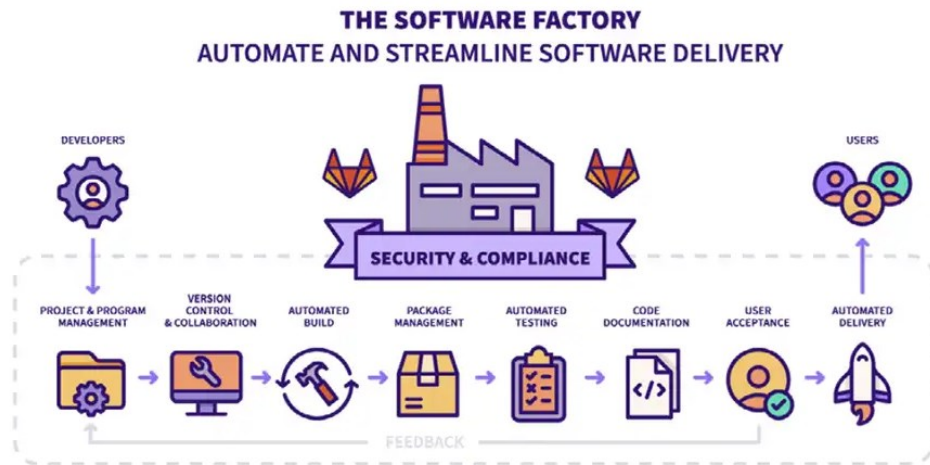 THE SOFTWARE FACTORY
AUTOMATE AND STREAMLINE SOFTWARE DELIVERY
DEVELOPERS
USERS
SECURITY & COMPLIANCE
PROJECT & PROGRAM
MANAGEMENT
VERSION
CONTROL
& COLLABORATION
AUTOMATED
BUILD
PACKAGE
MANAGEMENT
AUTOMATED
TESTING
CODE
DOCUMENTATION
USER
ACCEPTANCE
AUTOMATED
DELIVERY
</>
FEEDBACK